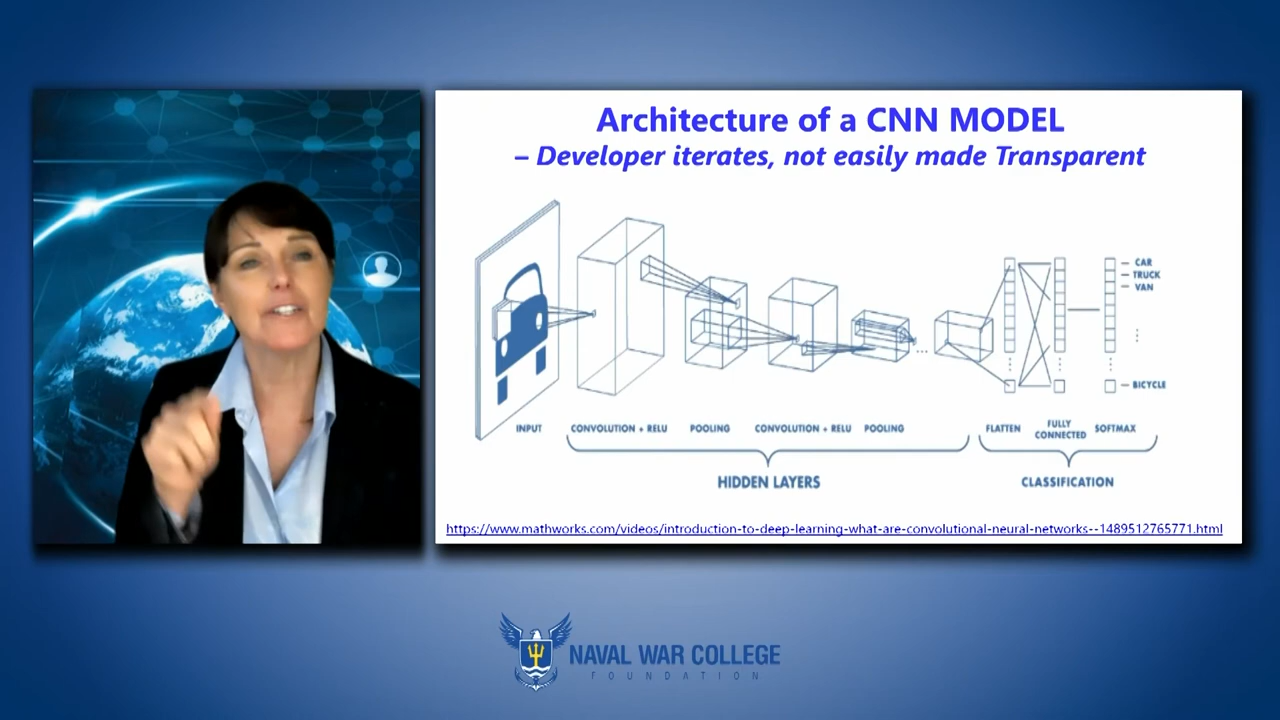 Architecture of a CNN MODEL
– Developer iterates, not easily made Transparent
CAR
TRUCK
VAN
BICYCLE
INPUT
CONVOLUTION + RELU
POOLING
CONVOLUTION + RELU
POOLING
FLATTEN
FULLY
CONNECTED
SOFTMAX
HIDDEN LAYERS
CLASSIFICATION
https://www.mathworks.com/videos/introduction-to-deep-learning-what-are-convolutional-neural-networks--1489512765771.html
NAVAL WAR COLLEGE
FOUNDATION